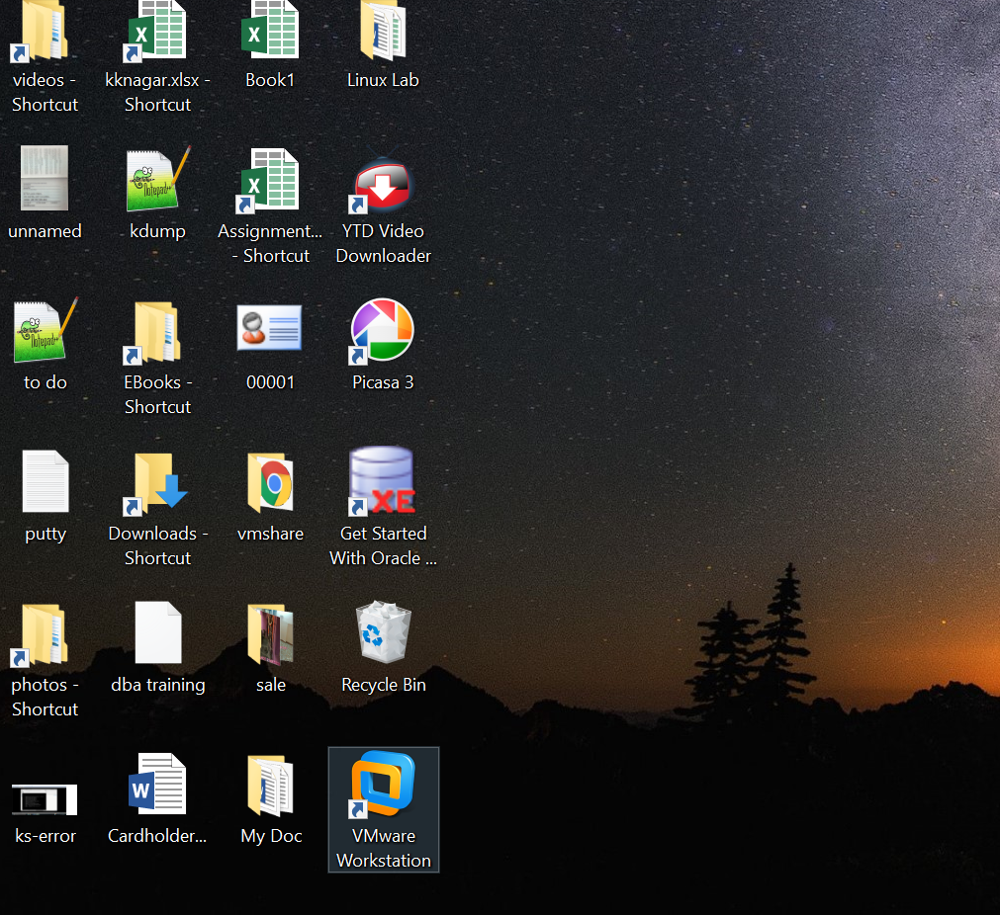 videos -
Shortcut
kknagar.xlsx -
Shortcut
Book1
Linux Lab
unnamed
kdump
Assignment...
- Shortcut
YTD Video
Downloader
to do
EBooks -
Shortcut
00001
Picasa 3
putty
Downloads -
Shortcut
vmshare
XE
Get Started
With Oracle ...
photos -
Shortcut
dba training
sale
Recycle Bin
ks-error
Cardholder...
My Doc
VMware
Workstation